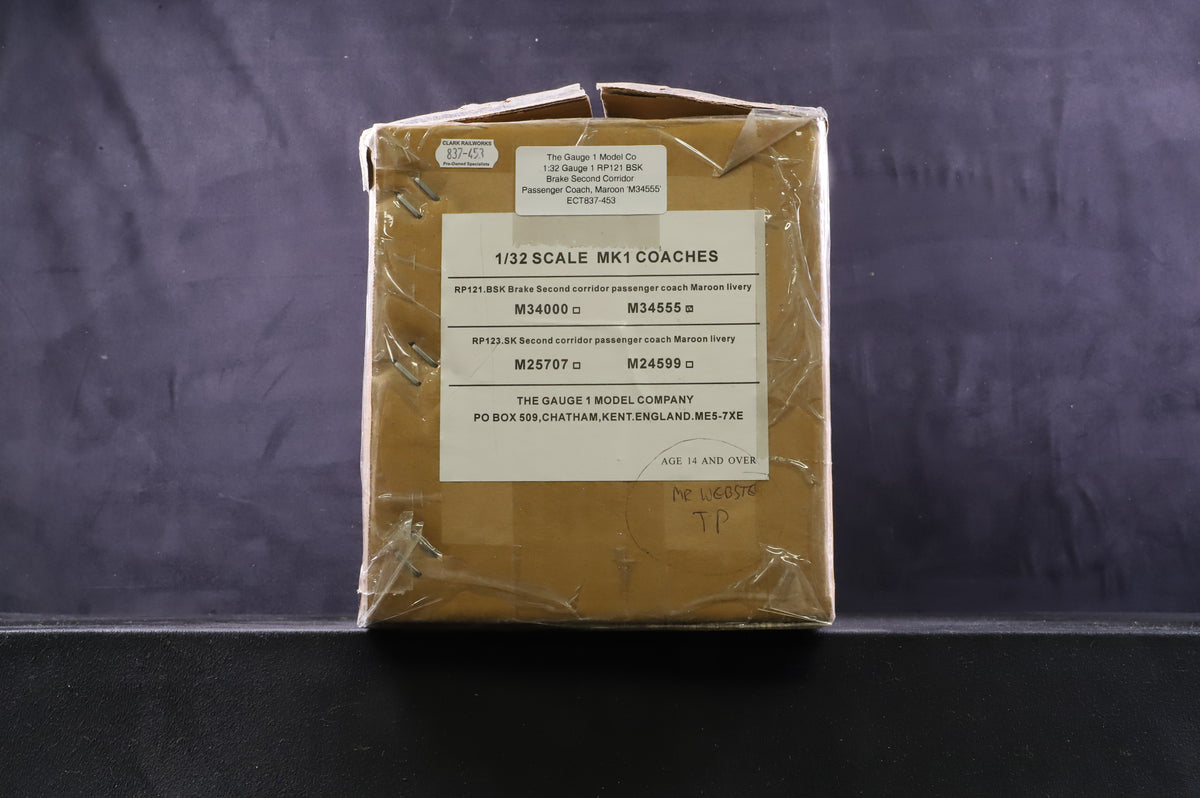 CLARK RAILWORKS
837-453
Pre-Owned Specialists
The Gauge 1 Model Co
1:32 Gauge 1 RP121 BSK
Brake Second Corridor
Passenger Coach, Maroon 'M34555'
ECT837-453
1/32 SCALE MK1 COACHES
RP121.BSK Brake Second corridor passenger coach Maroon livery
M34000 □ M34555 ☒
RP123.SK Second corridor passenger coach Maroon livery
M25707 □ M24599 □
THE GAUGE 1 MODEL COMPANY
PO BOX 509,CHATHAM,KENT.ENGLAND.ME5-7XE
AGE 14 AND OVER
MR WEBSTE
TP